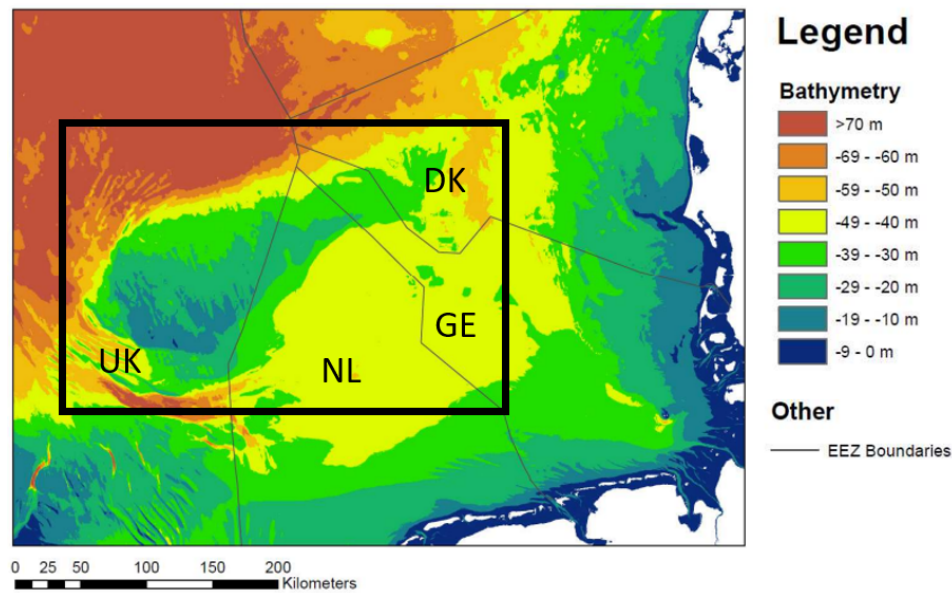 DK
GE
UK
NL
0 25 50 100 150 200
Kilometers
Legend
Bathymetry
>70 m
-69 - -60 m
-59 - -50 m
-49 - -40 m
-39 - -30 m
-29 - -20 m
-19 - -10 m
-9 - 0 m
Other
EEZ Boundaries